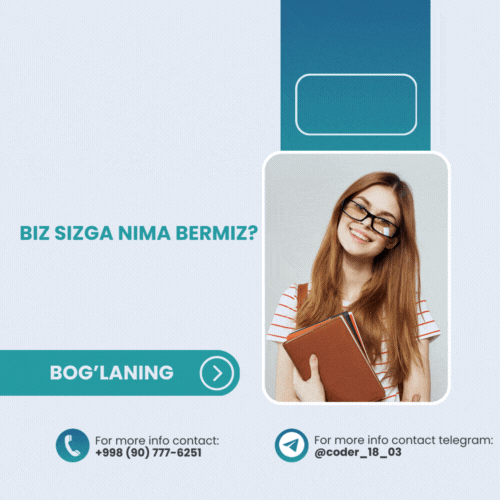 BIZ SIZGA NIMA BERMIZ?
BOG‘LANING
For more info contact:
+998 (90) 777-6251
For more info contact telegram:
@coder_18_03